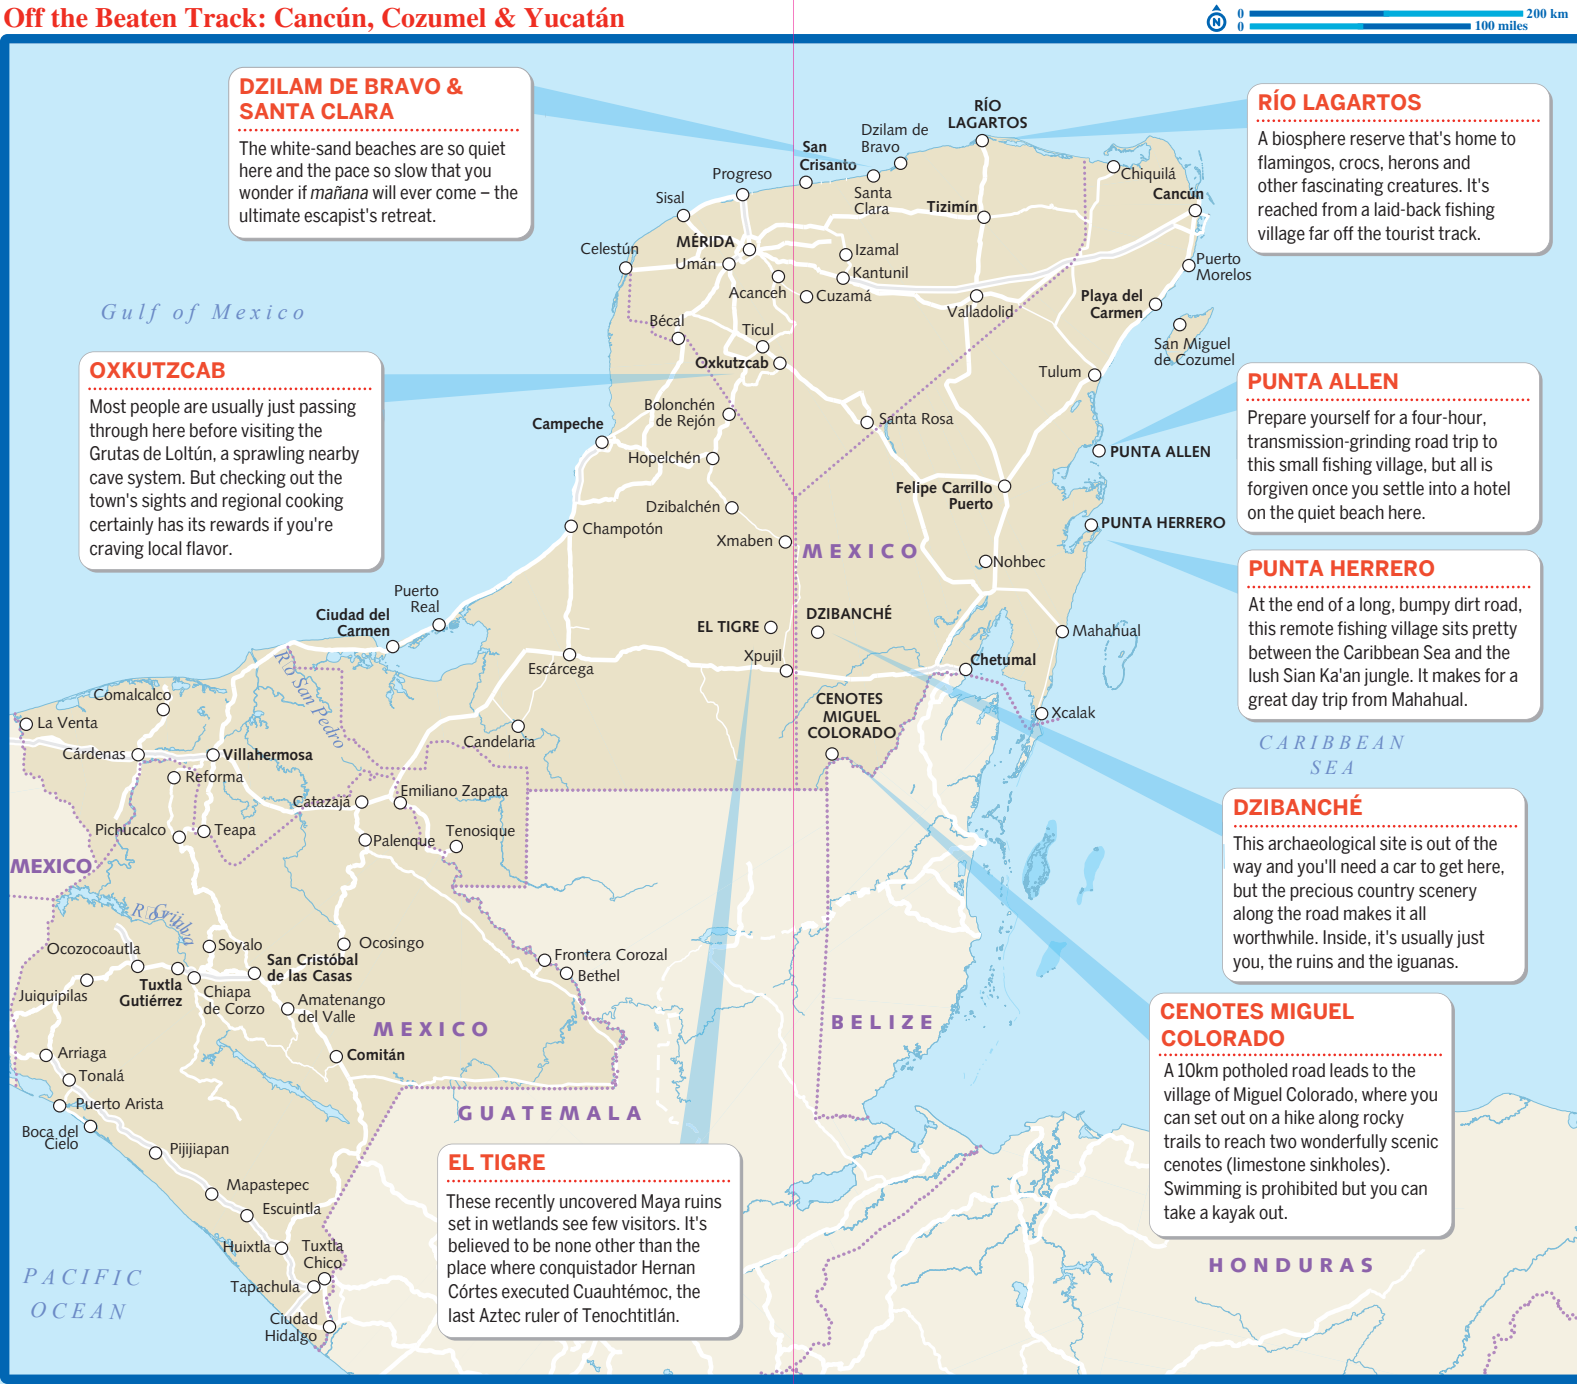 Off the Beaten Track: Cancún, Cozumel & Yucatán
N
0
200 km
0
100 miles
DZILAM DE BRAVO &
SANTA CLARA
The white-sand beaches are so quiet
here and the pace so slow that you
wonder if mañana will ever come – the
ultimate escapist's retreat.
RÍO LAGARTOS
A biosphere reserve that's home to
flamingos, crocs, herons and
other fascinating creatures. It's
reached from a laid-back fishing
village far off the tourist track.
OXKUTZCAB
Most people are usually just passing
through here before visiting the
Grutas de Loltún, a sprawling nearby
cave system. But checking out the
town's sights and regional cooking
certainly has its rewards if you're
craving local flavor.
PUNTA ALLEN
Prepare yourself for a four-hour,
transmission-grinding road trip to
this small fishing village, but all is
forgiven once you settle into a hotel
on the quiet beach here.
PUNTA HERRERO
At the end of a long, bumpy dirt road,
this remote fishing village sits pretty
between the Caribbean Sea and the
lush Sian Ka'an jungle. It makes for a
great day trip from Mahahual.
DZIBANCHÉ
This archaeological site is out of the
way and you'll need a car to get here,
but the precious country scenery
along the road makes it all
worthwhile. Inside, it's usually just
you, the ruins and the iguanas.
CENOTES MIGUEL
COLORADO
A 10km potholed road leads to the
village of Miguel Colorado, where you
can set out on a hike along rocky
trails to reach two wonderfully scenic
cenotes (limestone sinkholes).
Swimming is prohibited but you can
take a kayak out.
EL TIGRE
These recently uncovered Maya ruins
set in wetlands see few visitors. It's
believed to be none other than the
place where conquistador Hernan
Córtes executed Cuauhtémoc, the
last Aztec ruler of Tenochtitlán.
RÍO
LAGARTOS
Dzilam de
Bravo
San
Crisanto
Progreso
Santa
Clara
Chiquilá
Cancún
Sisal
Tizimín
MÉRIDA
Celestún
Umán
Izamal
Kantunil
Puerto
Morelos
Acanceh
Cuzamá
Valladolid
Playa del
Carmen
Gulf of Mexico
Bécal
Ticul
San Miguel
de Cozumel
Oxkutzcab
Tulum
Bolonchén
de Rejón
Campeche
Santa Rosa
Hopelchén
PUNTA ALLEN
Felipe Carrillo
Puerto
Dzibalchén
PUNTA HERRERO
Champotón
Xmaben
MEXICO
Nohbec
Puerto
Real
Ciudad del
Carmen
EL TIGRE
DZIBANCHÉ
Mahahual
Xpujil
Chetumal
Escárcega
Río San Pedro
Comalcalco
CENOTES
MIGUEL
COLORADO
Xcalak
La Venta
Candelaria
CARIBBEAN
SEA
Cárdenas
Villahermosa
Reforma
Catazajá
Emiliano Zapata
Pichucalco
Teapa
Palenque
Tenosique
MEXICO
Río Grijalva
Ocozocoautla
Soyalo
Ocosingo
San Cristóbal
de las Casas
Frontera Corozal
Bethel
Juiquipilas
Tuxtla
Gutiérrez
Chiapa
de Corzo
Amatenango
del Valle
MEXICO
BELIZE
Arriaga
Comitán
Tonalá
Puerto Arista
GUATEMALA
Boca del
Cielo
Pijijiapan
Mapastepec
Escuintla
Huixtla
Tuxtla
Chico
Tapachula
HONDURAS
PACIFIC
OCEAN
Ciudad
Hidalgo